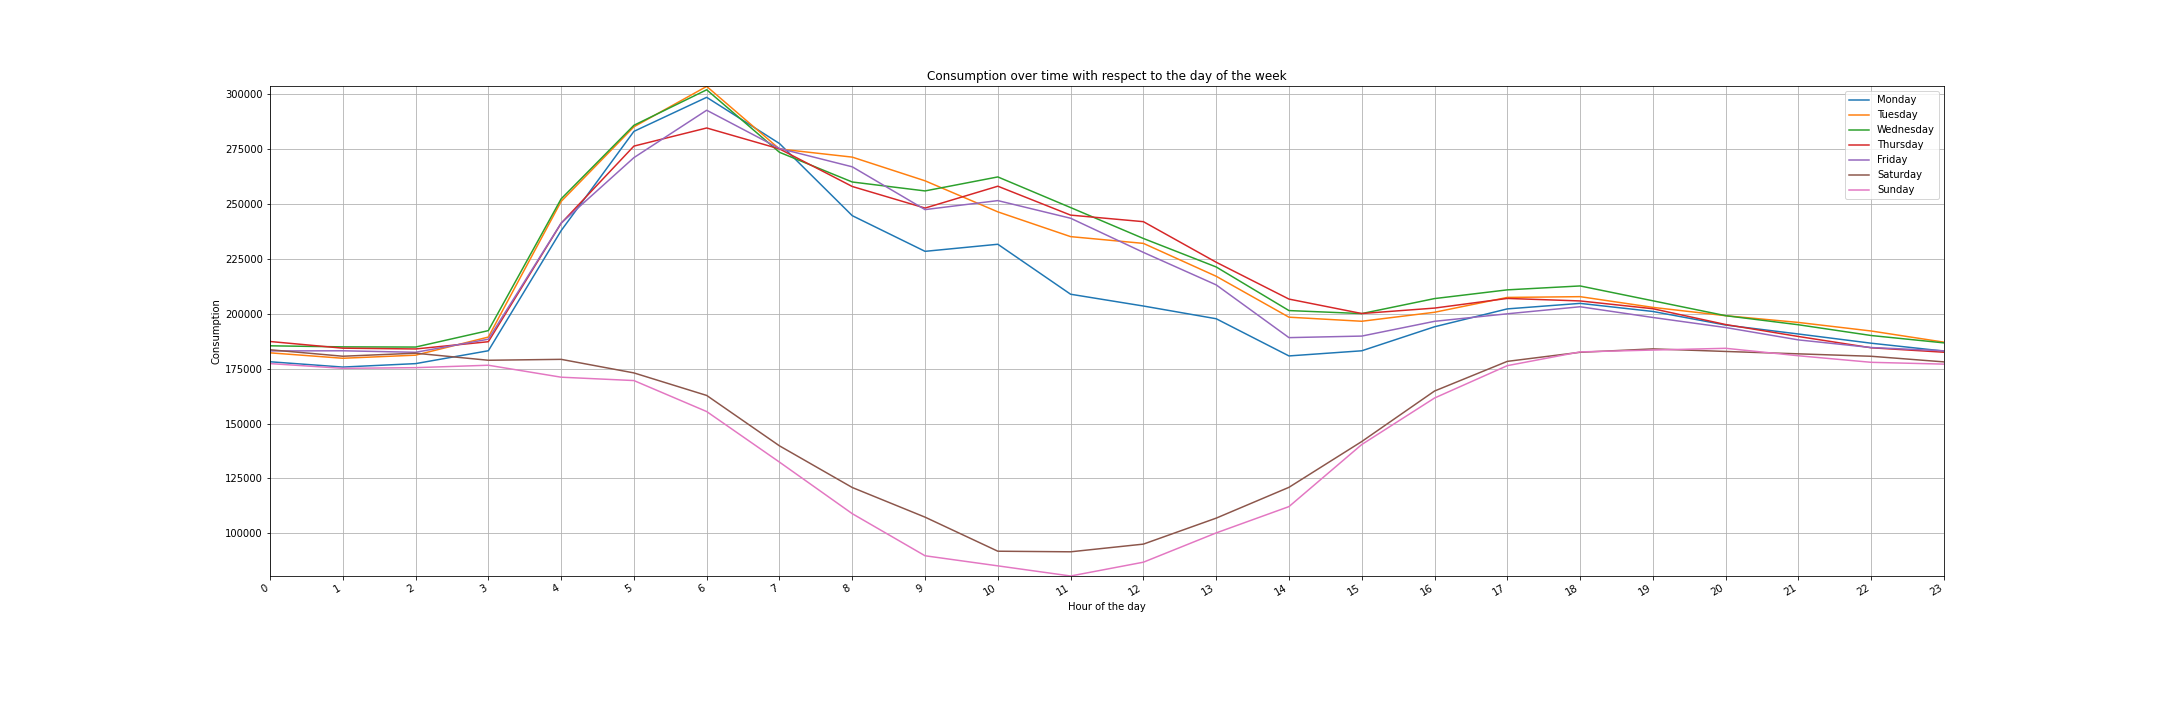 Consumption over time with respect to the day of the week
300000
275000
250000
225000
200000
175000
150000
125000
100000
Consumption
Monday
Tuesday
Wednesday
Thursday
Friday
Saturday
Sunday
0 1 2 3 4 5 6 7 8 9 10 11 12 13 14 15 16 17 18 19 20 21 22 23
Hour of the day